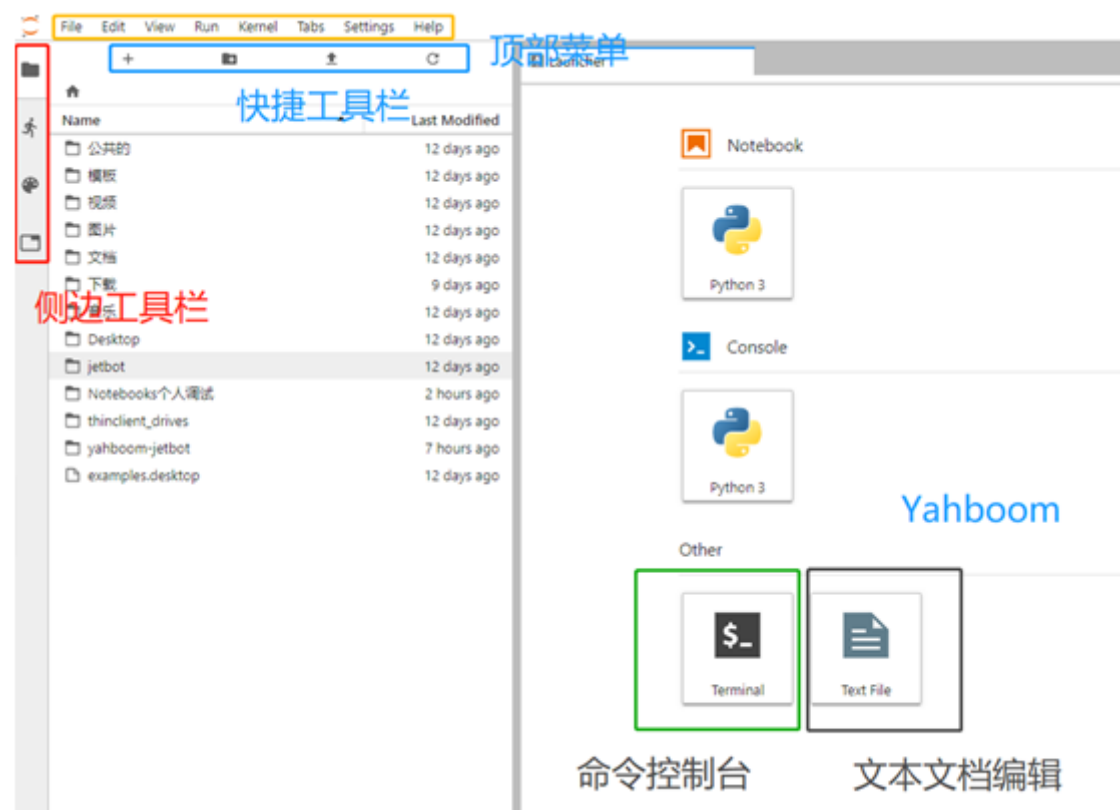 File Edit View Run Kernel Tabs Settings Help
顶部菜单
Launcher
快捷工具栏
Name Last Modified
公共的 12 days ago
模板 12 days ago
视频 12 days ago
图片 12 days ago
文档 12 days ago
下载 9 days ago
侧边工具栏
音乐 12 days ago
Desktop 12 days ago
jetbot 12 days ago
Notebooks个人调试 2 hours ago
thinclient_drives 12 days ago
yahboom-jetbot 7 hours ago
examples.desktop 12 days ago
Notebook
Python 3
Console
Python 3
Yahboom
Other
$_
Terminal
Text File
命令控制台
文本文档编辑